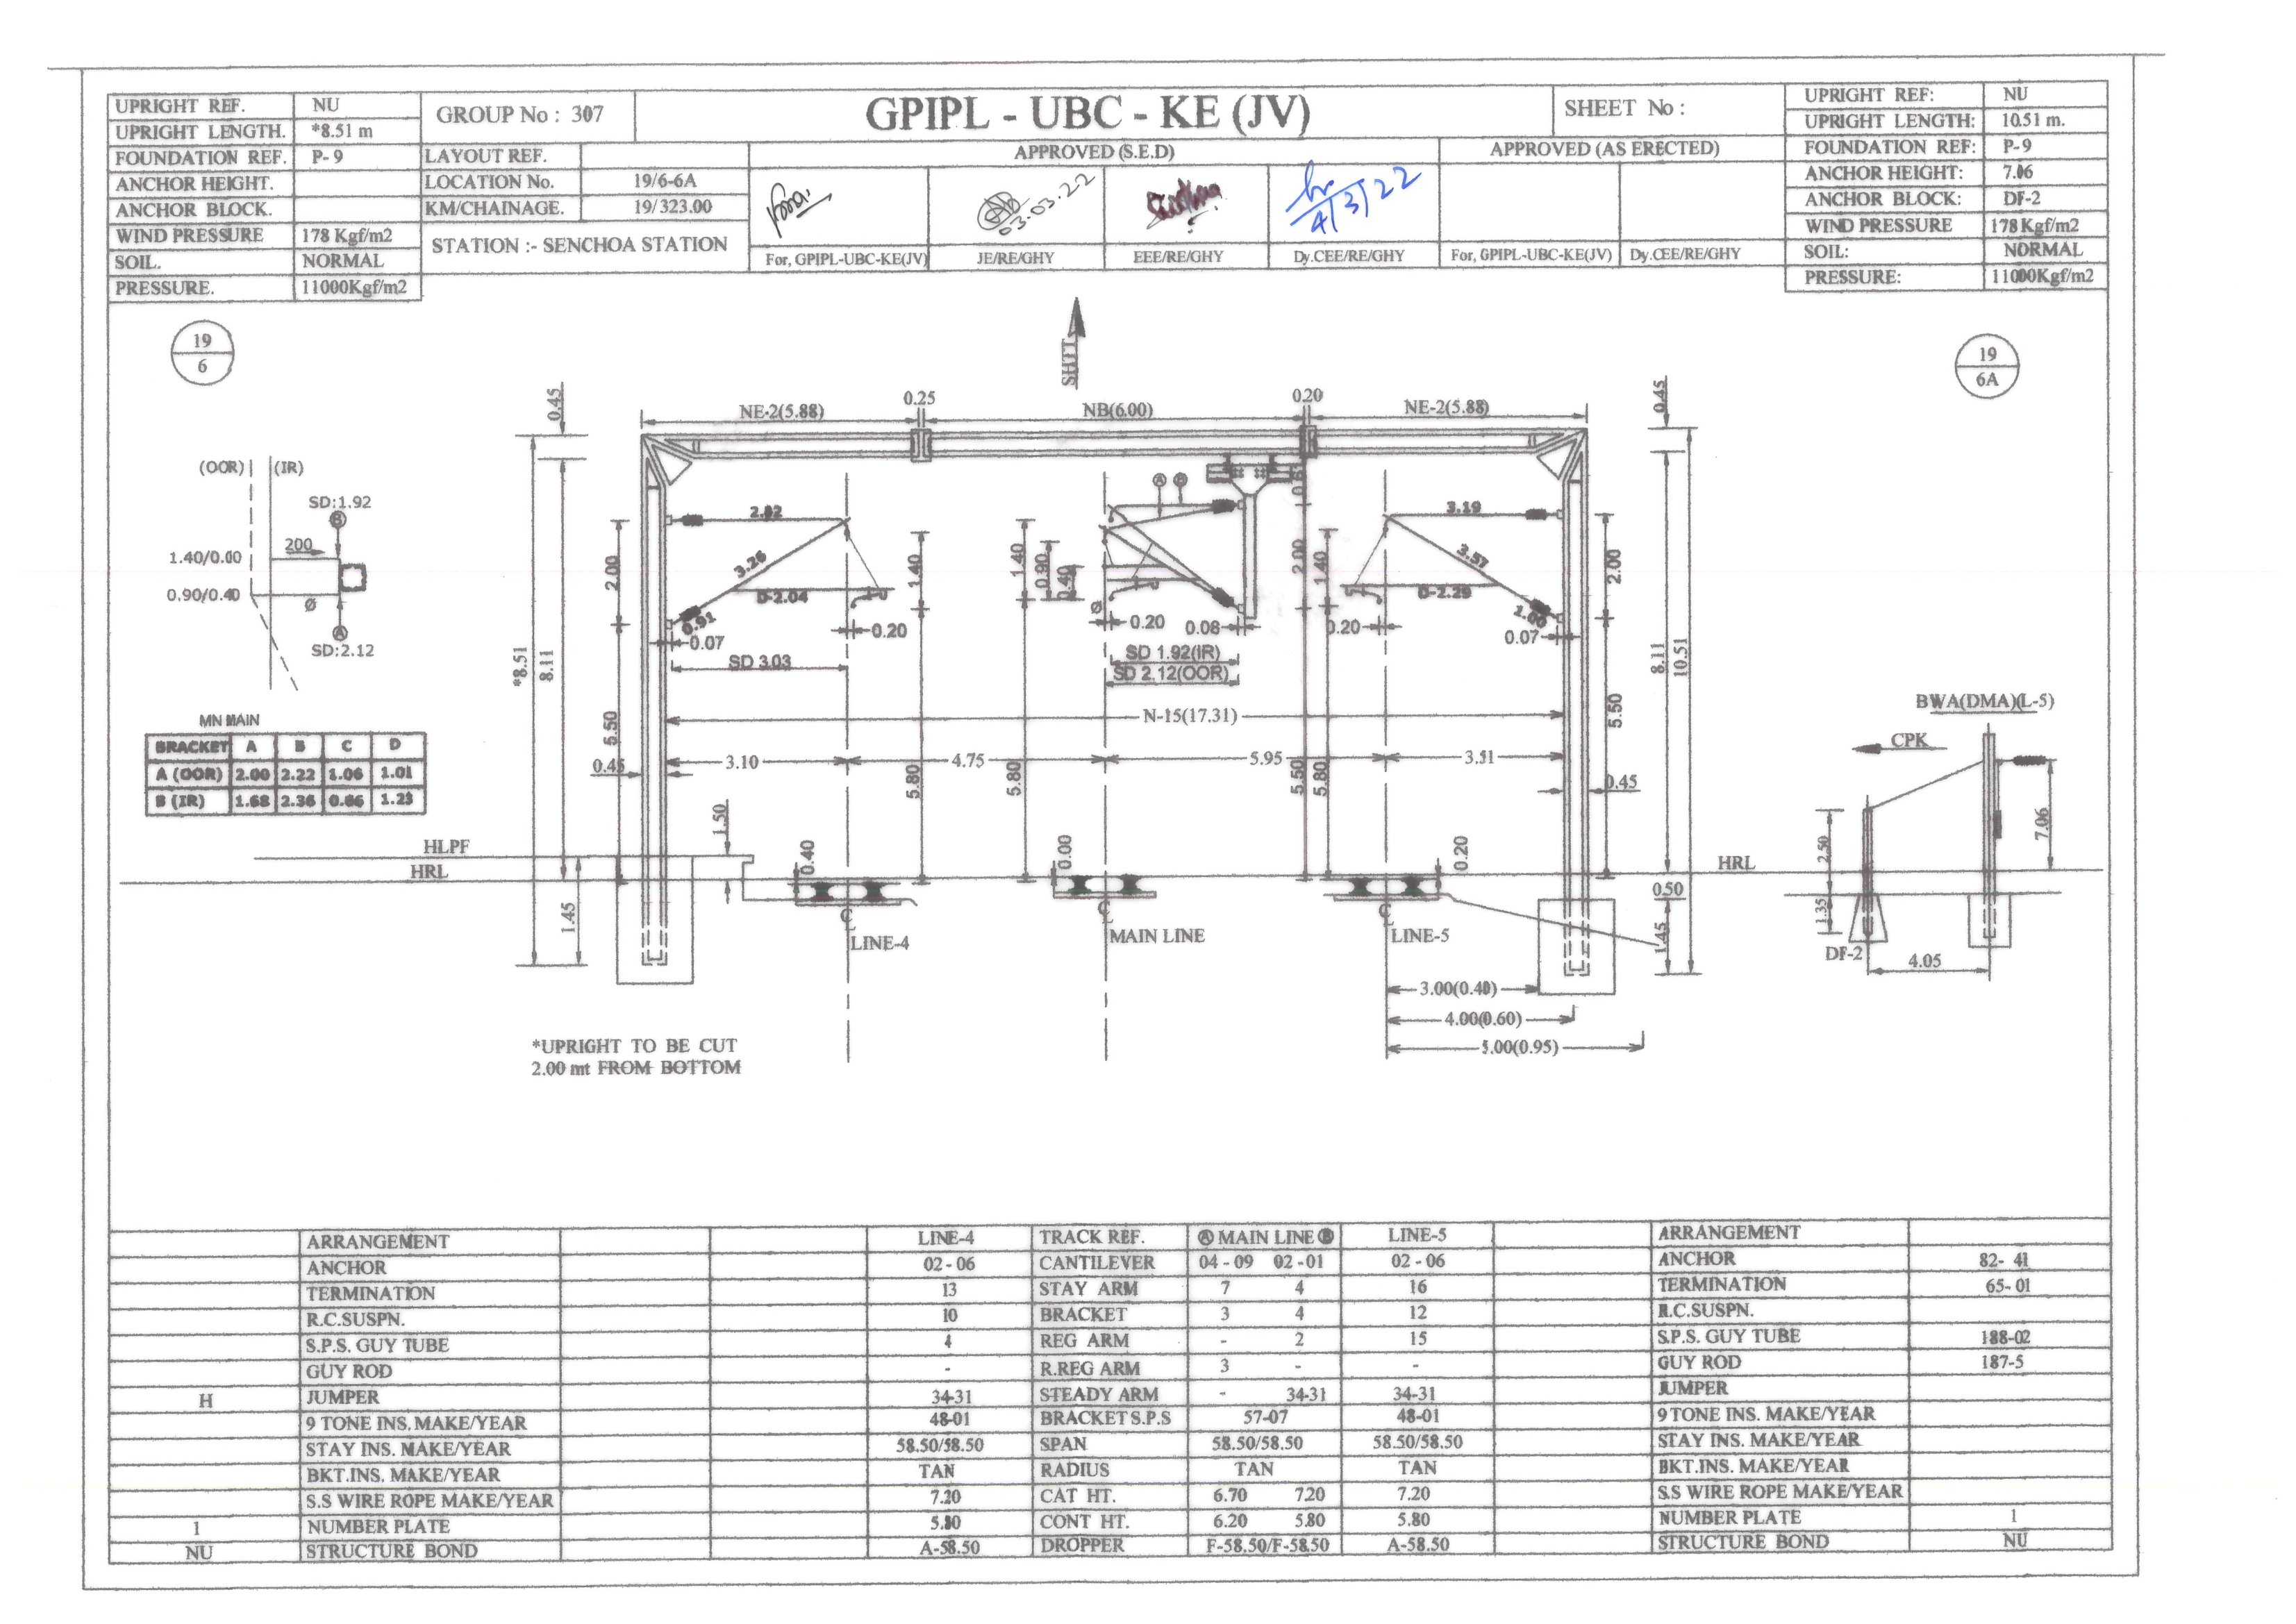 UPRIGHT REF. NU
UPRIGHT LENGTH. *8.51 m
FOUNDATION REF. P-9
ANCHOR HEIGHT.
ANCHOR BLOCK.
WIND PRESSURE 178 Kgf/m2
SOIL. NORMAL
PRESSURE. 11000Kgf/m2
GROUP No : 307
LAYOUT REF.
LOCATION No. 19/6-6A
KM/CHAINAGE. 19/323.00
STATION :- SENCHOA STATION
GPIPL - UBC - KE (JV)
SHEET No :
APPROVED (S.E.D)
APPROVED (AS ERECTED)
03.03.22
4/3/22
For, GPIPL-UBC-KE(JV) JE/RE/GHY EEE/RE/GHY Dy.CEE/RE/GHY For, GPIPL-UBC-KE(JV) Dy.CEE/RE/GHY
UPRIGHT REF: NU
UPRIGHT LENGTH: 10.51 m.
FOUNDATION REF: P-9
ANCHOR HEIGHT: 7.06
ANCHOR BLOCK: DF-2
WIND PRESSURE 178 Kgf/m2
SOIL: NORMAL
PRESSURE: 11000Kgf/m2
19
6
SHTT
19
6A
0.45
NE-2(5.88)
0.25
NB(6.00)
0.20
NE-2(5.88)
0.45
(OOR) (IR)
SD:1.92
B
200
1.40/0.00
0.90/0.40
Ø
A
SD:2.12
2.92
3.26
D-2.04
0.91
0.07
SD 3.03
2.00
1.40
0.20
A B
1.40
0.90
0.40
Ø
0.20
0.08
SD 1.92(IR)
SD 2.12(OOR)
2.00
1.40
3.19
3.57
D-2.29
1.00
0.20
0.07
2.00
*8.51
8.11
5.50
8.11
10.51
5.50
N-15(17.31)
0.45
3.10
4.75
5.95
3.51
0.45
5.80
5.80
5.50
5.80
MN MAIN
BRACKET A B C D
A (OOR) 2.00 2.22 1.06 1.01
B (IR) 1.68 2.36 0.66 1.23
BWA(DMA)(L-5)
CPK
7.06
2.50
1.35
DF-2
4.05
HLPF
HRL
1.50
0.40
0.00
0.20
HRL
0.50
1.45
1.45
LINE-4
MAIN LINE
LINE-5
3.00(0.40)
4.00(0.60)
5.00(0.95)
*UPRIGHT TO BE CUT
2.00 mt FROM BOTTOM
ARRANGEMENT LINE-4 TRACK REF. A MAIN LINE B LINE-5 ARRANGEMENT
ANCHOR 02 - 06 CANTILEVER 04 - 09 02 - 01 02 - 06 ANCHOR 82- 41
TERMINATION 13 STAY ARM 7 4 16 TERMINATION 65- 01
R.C.SUSPN. 10 BRACKET 3 4 12 R.C.SUSPN.
S.P.S. GUY TUBE 4 REG ARM - 2 15 S.P.S. GUY TUBE 188-02
GUY ROD - R.REG ARM 3 - - GUY ROD 187-5
H JUMPER 34-31 STEADY ARM - 34-31 34-31 JUMPER
9 TONE INS. MAKE/YEAR 48-01 BRACKET S.P.S 57-07 48-01 9 TONE INS. MAKE/YEAR
STAY INS. MAKE/YEAR 58.50/58.50 SPAN 58.50/58.50 58.50/58.50 STAY INS. MAKE/YEAR
BKT.INS. MAKE/YEAR TAN RADIUS TAN TAN BKT.INS. MAKE/YEAR
S.S WIRE ROPE MAKE/YEAR 7.20 CAT HT. 6.70 7.20 7.20 S.S WIRE ROPE MAKE/YEAR
1 NUMBER PLATE 5.80 CONT HT. 6.20 5.80 5.80 NUMBER PLATE 1
NU STRUCTURE BOND A-58.50 DROPPER F-58.50/F-58.50 A-58.50 STRUCTURE BOND NU